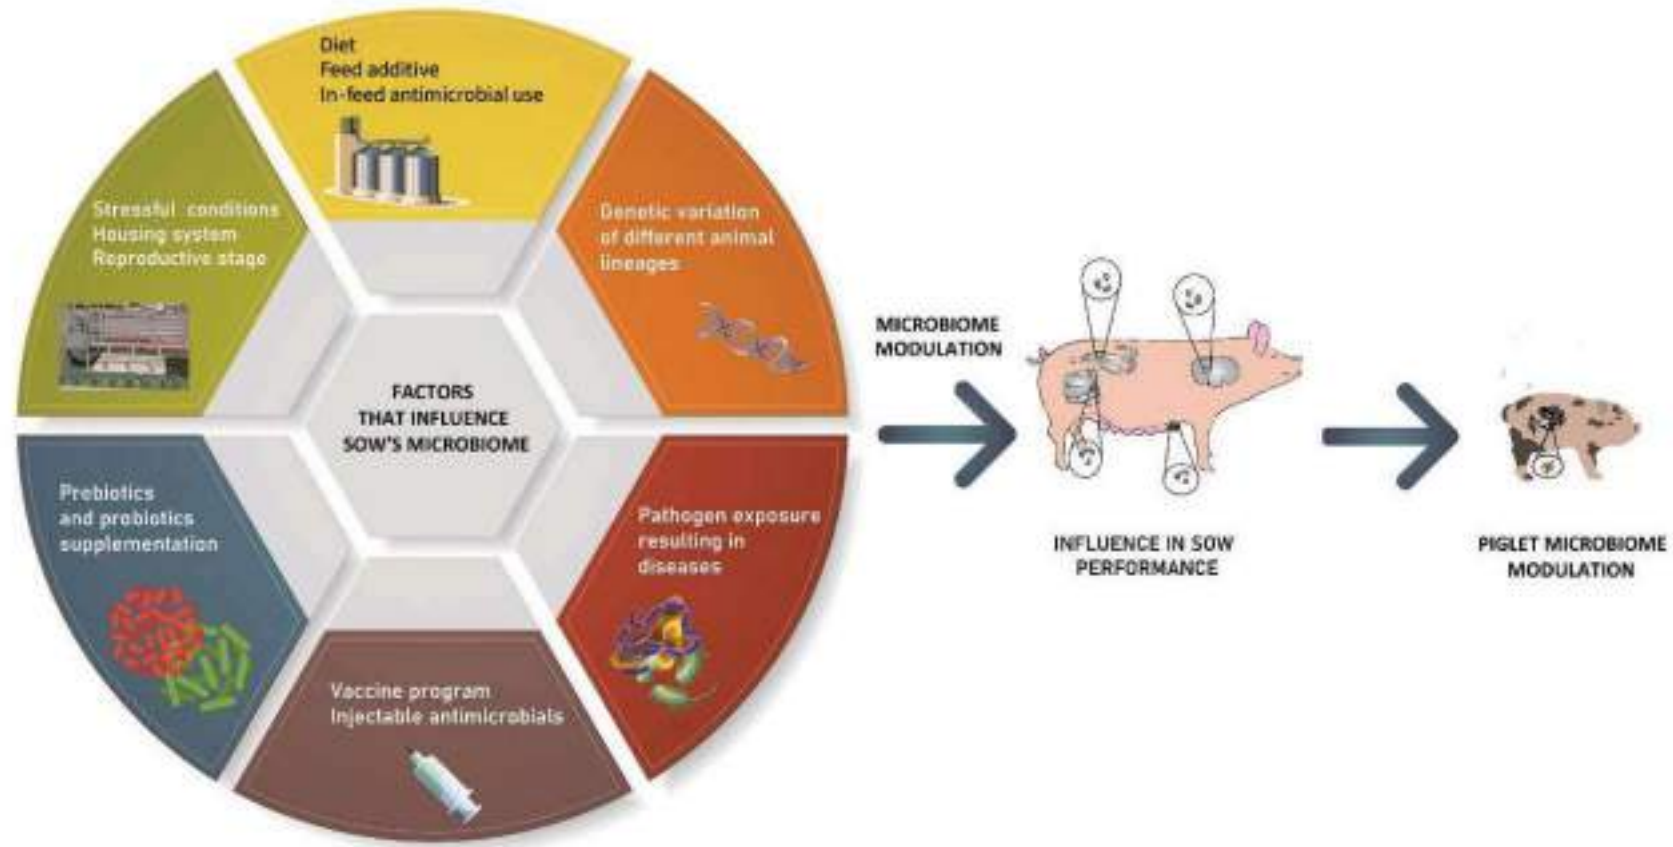 Diet
Feed additive
In-feed antimicrobial use
Stressful conditions
Housing system
Reproductive stage
Genetic variation
of different animal
lineages
FACTORS
THAT INFLUENCE
SOW'S MICROBIOME
Prebiotics
and probiotics
supplementation
Pathogen exposure
resulting in
diseases
Vaccine program
Injectable antimicrobials
MICROBIOME
MODULATION
INFLUENCE IN SOW
PERFORMANCE
PIGLET MICROBIOME
MODULATION